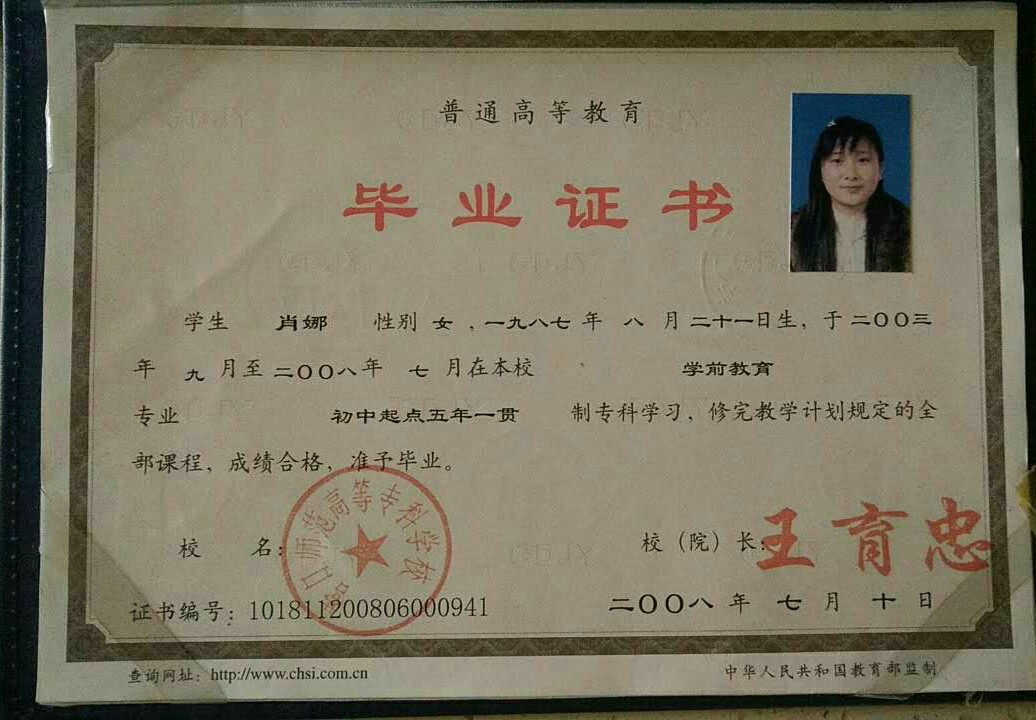 普通高等教育
毕业证书
学生 肖娜 性别 女，一九八七年 八 月二十一日生，于二〇〇三
年 九 月至二〇〇八年 七 月在本校 学前教育
专业 初中起点五年一贯 制专科学习，修完教学计划规定的全
部课程，成绩合格，准予毕业。
口师范高等专科学校
校 名：
校（院）长：王育忠
证书编号：101811200806000941
二〇〇八年 七 月 十 日
查询网址：http://www.chsi.com.cn
中华人民共和国教育部监制